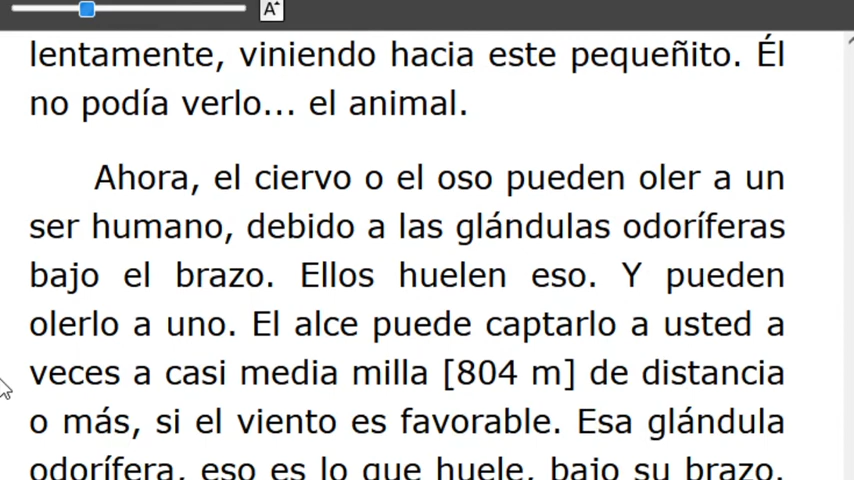 A
lentamente, viniendo hacia este pequeñito. Él
no podía verlo... el animal.
Ahora, el ciervo o el oso pueden oler a un
ser humano, debido a las glándulas odoríferas
bajo el brazo. Ellos huelen eso. Y pueden
olerlo a uno. El alce puede captarlo a usted a
veces a casi media milla [804 m] de distancia
o más, si el viento es favorable. Esa glándula
odorífera, eso es lo que huele, bajo su brazo.